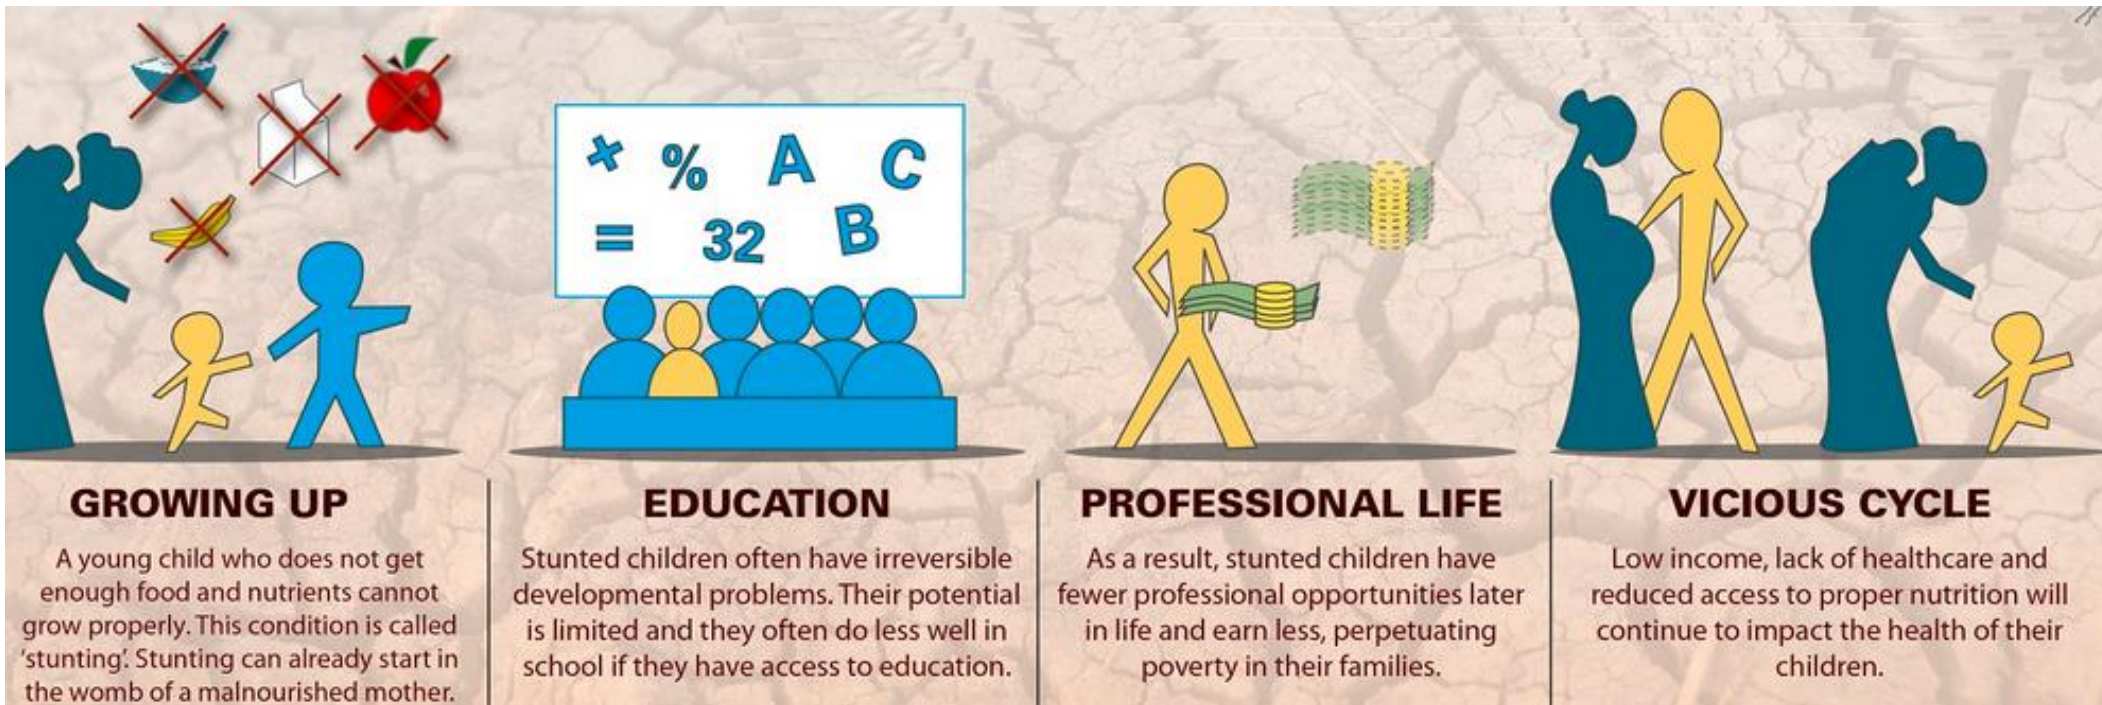 + % A C
= 32 B
GROWING UP
A young child who does not get
enough food and nutrients cannot
grow properly. This condition is called
'stunting'. Stunting can already start in
the womb of a malnourished mother.
EDUCATION
Stunted children often have irreversible
developmental problems. Their potential
is limited and they often do less well in
school if they have access to education.
PROFESSIONAL LIFE
As a result, stunted children have
fewer professional opportunities later
in life and earn less, perpetuating
poverty in their families.
VICIOUS CYCLE
Low income, lack of healthcare and
reduced access to proper nutrition will
continue to impact the health of their
children.